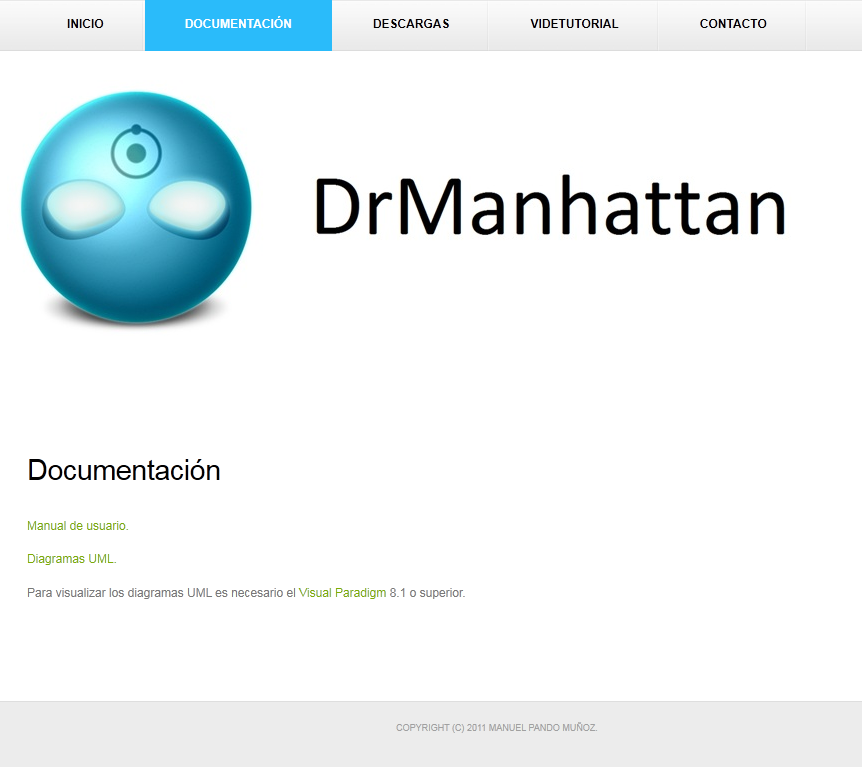 INICIO DOCUMENTACIÓN DESCARGAS VIDETUTORIAL CONTACTO
DrManhattan
Documentación
Manual de usuario.
Diagramas UML.
Para visualizar los diagramas UML es necesario el Visual Paradigm 8.1 o superior.
COPYRIGHT (C) 2011 MANUEL PANDO MUÑOZ.